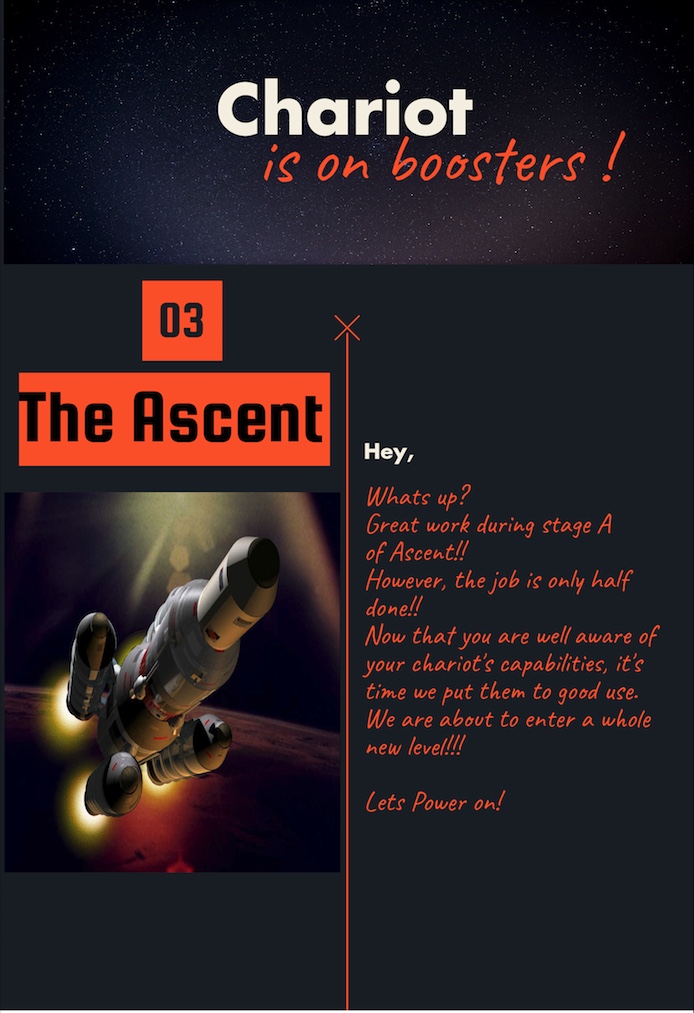 Chariot
is on boosters !
03
The Ascent
Hey,
Whats up?
Great work during stage A
of Ascent!!
However, the job is only half
done!!
Now that you are well aware of
your chariot's capabilities, it's
time we put them to good use.
We are about to enter a whole
new level!!!
Lets Power on!